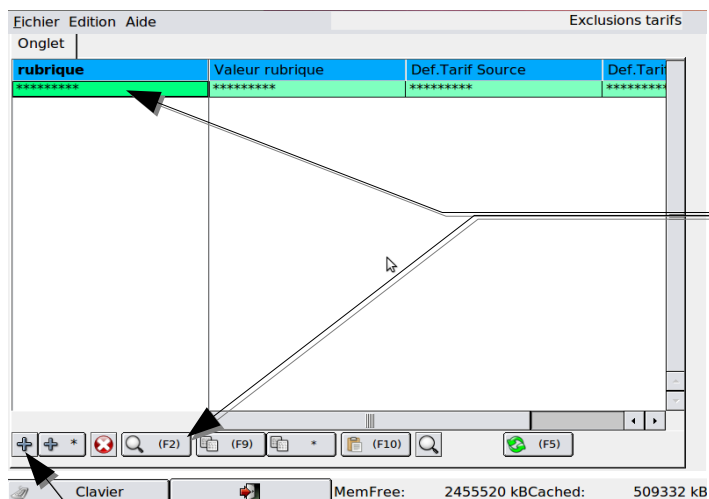 Fichier Edition Aide Exclusions tarifs
Onglet
rubrique Valeur rubrique Def.Tarif Source Def.Tari
********* ********* ********* *********
* (F2) (F9) * (F10) (F5)
Clavier MemFree: 2455520 kBCached: 509332 kB